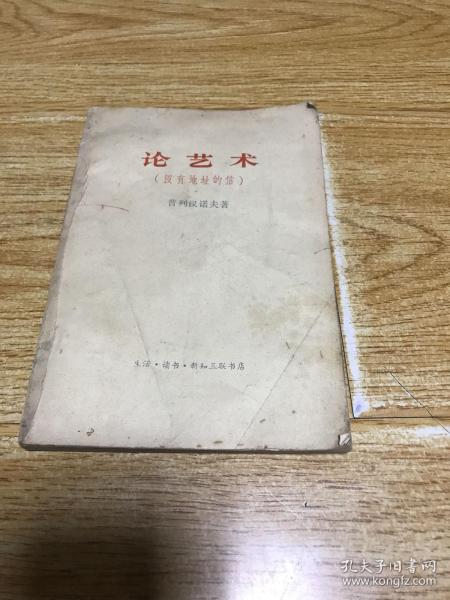 论艺术
(没有地址的信)
普列汉诺夫著
生活·读书·新知三联书店
孔夫子旧书网
www.kongfz.com